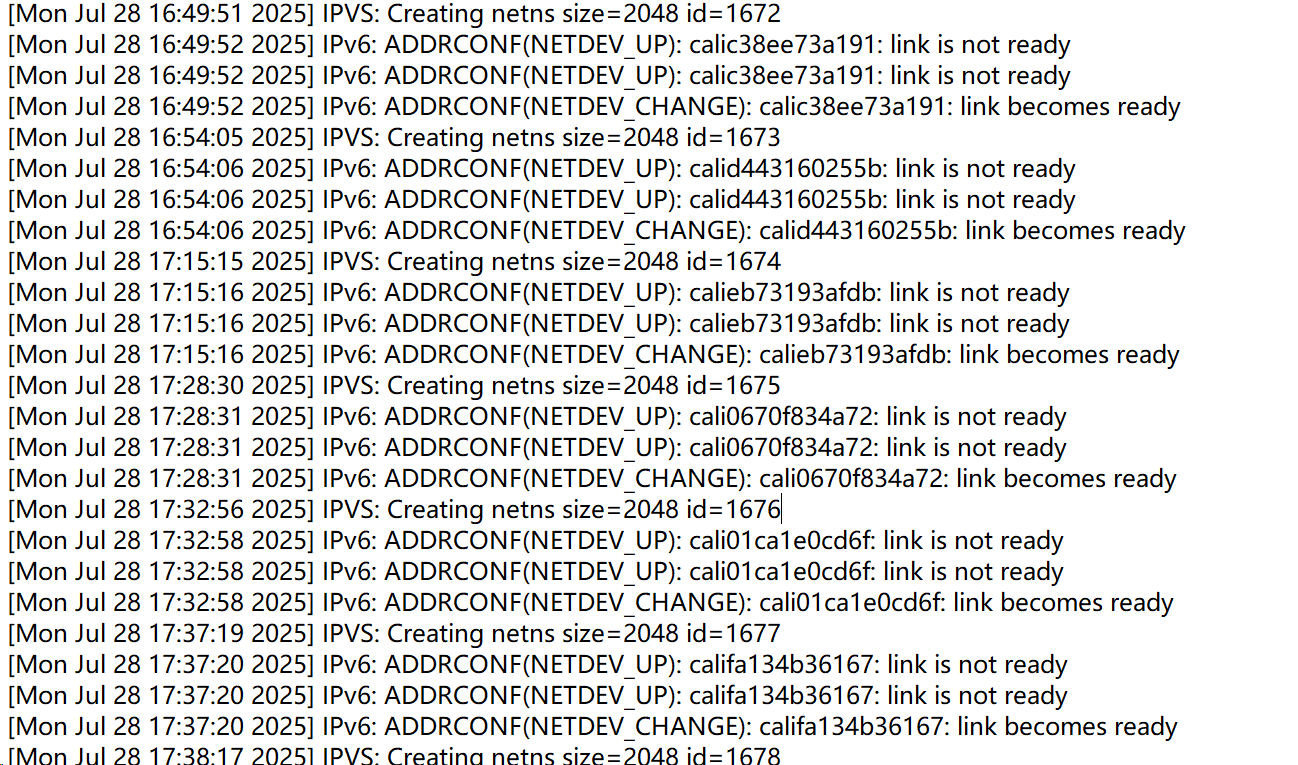 [Mon Jul 28 16:49:51 2025] IPVS: Creating netns size=2048 id=1672
[Mon Jul 28 16:49:52 2025] IPv6: ADDRCONF(NETDEV_UP): calic38ee73a191: link is not ready
[Mon Jul 28 16:49:52 2025] IPv6: ADDRCONF(NETDEV_UP): calic38ee73a191: link is not ready
[Mon Jul 28 16:49:52 2025] IPv6: ADDRCONF(NETDEV_CHANGE): calic38ee73a191: link becomes ready
[Mon Jul 28 16:54:05 2025] IPVS: Creating netns size=2048 id=1673
[Mon Jul 28 16:54:06 2025] IPv6: ADDRCONF(NETDEV_UP): calid443160255b: link is not ready
[Mon Jul 28 16:54:06 2025] IPv6: ADDRCONF(NETDEV_UP): calid443160255b: link is not ready
[Mon Jul 28 16:54:06 2025] IPv6: ADDRCONF(NETDEV_CHANGE): calid443160255b: link becomes ready
[Mon Jul 28 17:15:15 2025] IPVS: Creating netns size=2048 id=1674
[Mon Jul 28 17:15:16 2025] IPv6: ADDRCONF(NETDEV_UP): calieb73193afdb: link is not ready
[Mon Jul 28 17:15:16 2025] IPv6: ADDRCONF(NETDEV_UP): calieb73193afdb: link is not ready
[Mon Jul 28 17:15:16 2025] IPv6: ADDRCONF(NETDEV_CHANGE): calieb73193afdb: link becomes ready
[Mon Jul 28 17:28:30 2025] IPVS: Creating netns size=2048 id=1675
[Mon Jul 28 17:28:31 2025] IPv6: ADDRCONF(NETDEV_UP): cali0670f834a72: link is not ready
[Mon Jul 28 17:28:31 2025] IPv6: ADDRCONF(NETDEV_UP): cali0670f834a72: link is not ready
[Mon Jul 28 17:28:31 2025] IPv6: ADDRCONF(NETDEV_CHANGE): cali0670f834a72: link becomes ready
[Mon Jul 28 17:32:56 2025] IPVS: Creating netns size=2048 id=1676
[Mon Jul 28 17:32:58 2025] IPv6: ADDRCONF(NETDEV_UP): cali01ca1e0cd6f: link is not ready
[Mon Jul 28 17:32:58 2025] IPv6: ADDRCONF(NETDEV_UP): cali01ca1e0cd6f: link is not ready
[Mon Jul 28 17:32:58 2025] IPv6: ADDRCONF(NETDEV_CHANGE): cali01ca1e0cd6f: link becomes ready
[Mon Jul 28 17:37:19 2025] IPVS: Creating netns size=2048 id=1677
[Mon Jul 28 17:37:20 2025] IPv6: ADDRCONF(NETDEV_UP): califa134b36167: link is not ready
[Mon Jul 28 17:37:20 2025] IPv6: ADDRCONF(NETDEV_UP): califa134b36167: link is not ready
[Mon Jul 28 17:37:20 2025] IPv6: ADDRCONF(NETDEV_CHANGE): califa134b36167: link becomes ready
[Mon Jul 28 17:38:17 2025] IPVS: Creating netns size=2048 id=1678